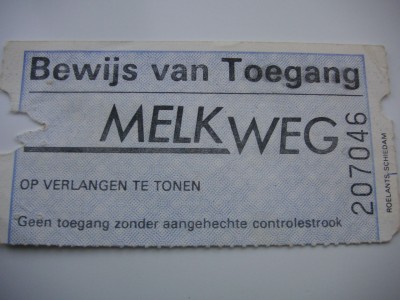 Bewijs van Toegang
MELKWEG
OP VERLANGEN TE TONEN
Geen toegang zonder aangehechte controlestrook
207046
ROELANTS SCHIEDAM